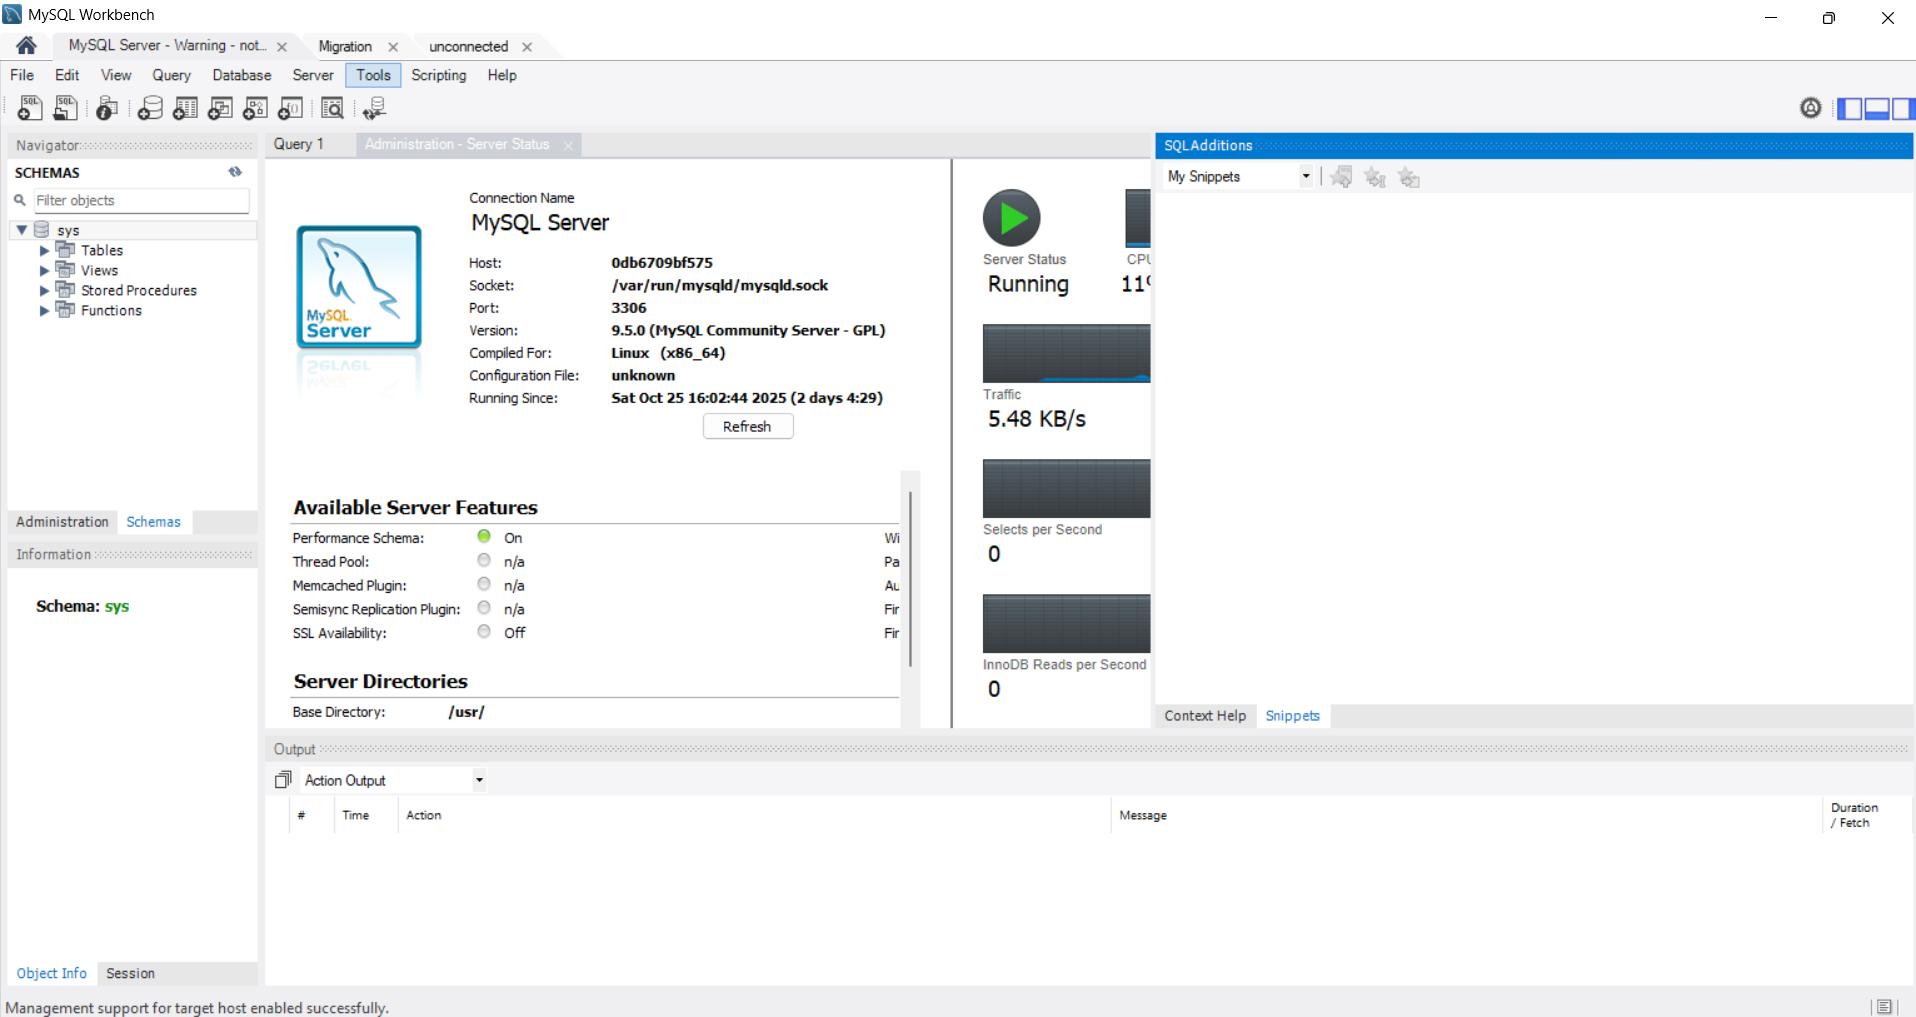 MySQL Workbench
MySQL Server - Warning - not...
Migration
unconnected
File Edit View Query Database Server Tools Scripting Help
Navigator
SCHEMAS
Filter objects
sys
Tables
Views
Stored Procedures
Functions
Administration Schemas
Information
Schema: sys
Object Info Session
Query 1
Administration - Server Status
Connection Name
MySQL Server
MySQL
Server
Host: 0db6709bf575
Socket: /var/run/mysqld/mysqld.sock
Port: 3306
Version: 9.5.0 (MySQL Community Server - GPL)
Compiled For: Linux (x86_64)
Configuration File: unknown
Running Since: Sat Oct 25 16:02:44 2025 (2 days 4:29)
Refresh
Available Server Features
Performance Schema: On Wi
Thread Pool: n/a Pa
Memcached Plugin: n/a Au
Semisync Replication Plugin: n/a Fir
SSL Availability: Off Fir
Server Directories
Base Directory: /usr/
Server Status
Running
CPU
11%
Traffic
5.48 KB/s
Selects per Second
0
InnoDB Reads per Second
0
SQLAdditions
My Snippets
Context Help Snippets
Output
Action Output
# Time Action Message Duration / Fetch
Management support for target host enabled successfully.